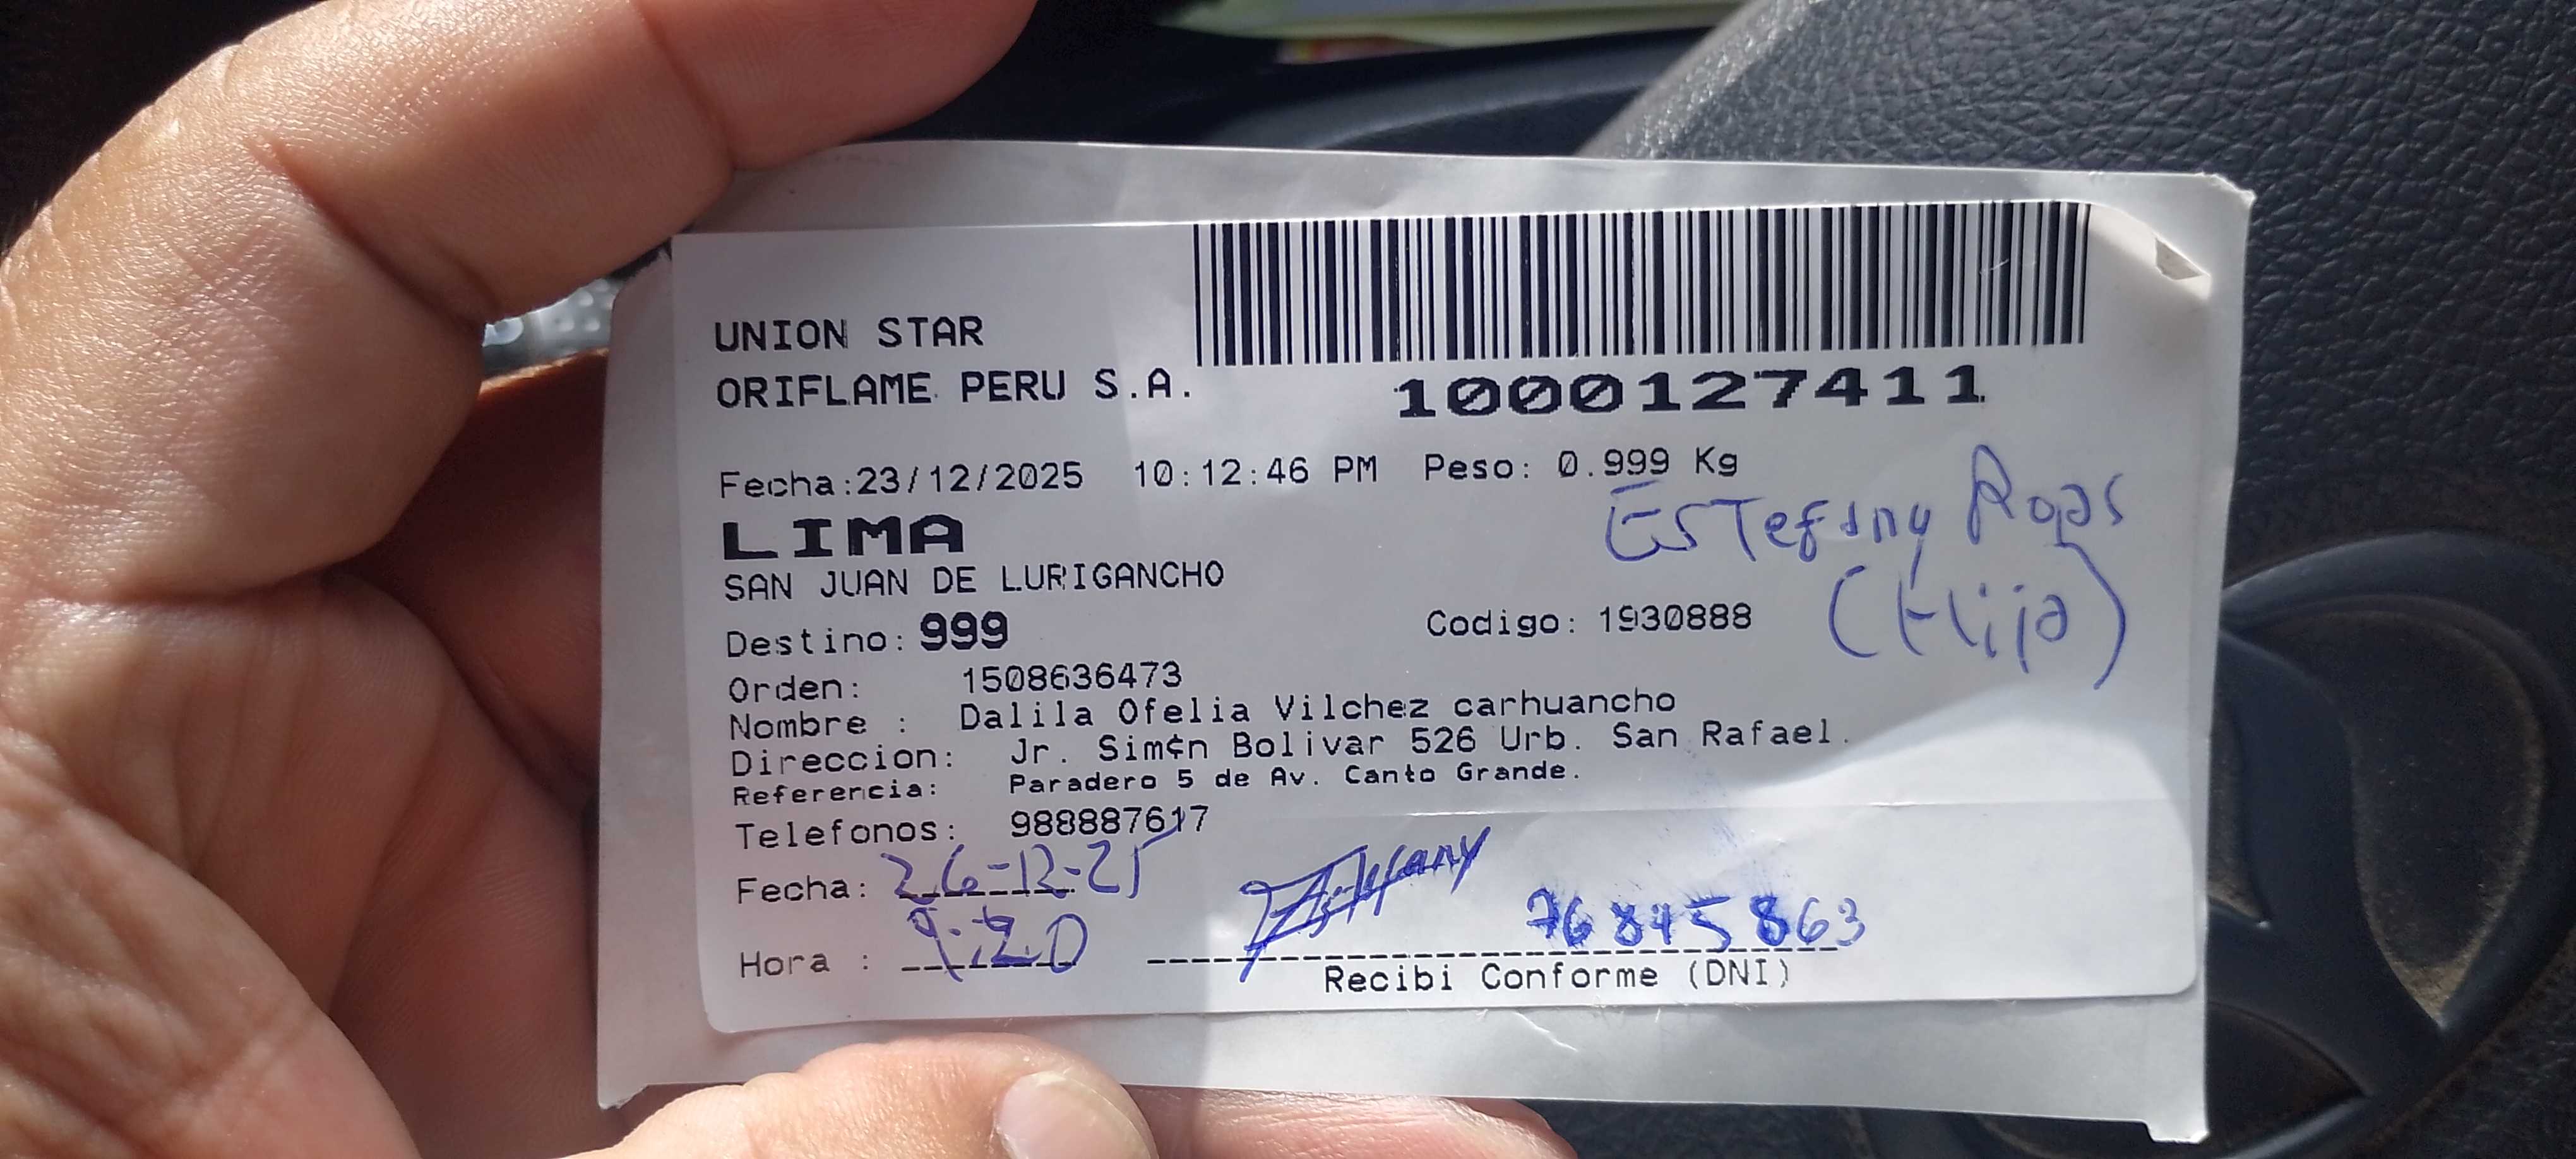 UNION STAR
ORIFLAME PERU S.A.
1000127411
Fecha:23/12/2025 10:12:46 PM Peso: 0.999 Kg
LIMA
EStefany Rojas
SAN JUAN DE LURIGANCHO
(Hija)
Destino: 999 Codigo: 1930888
Orden: 1508636473
Nombre : Dalila Ofelia Vilchez carhuancho
Direccion: Jr. Sim¢n Bolivar 526 Urb. San Rafael.
Referencia: Paradero 5 de Av. Canto Grande.
Telefonos: 988887617
Fecha: 26-12-25
Hora : 9:20
Recibi Conforme (DNI)